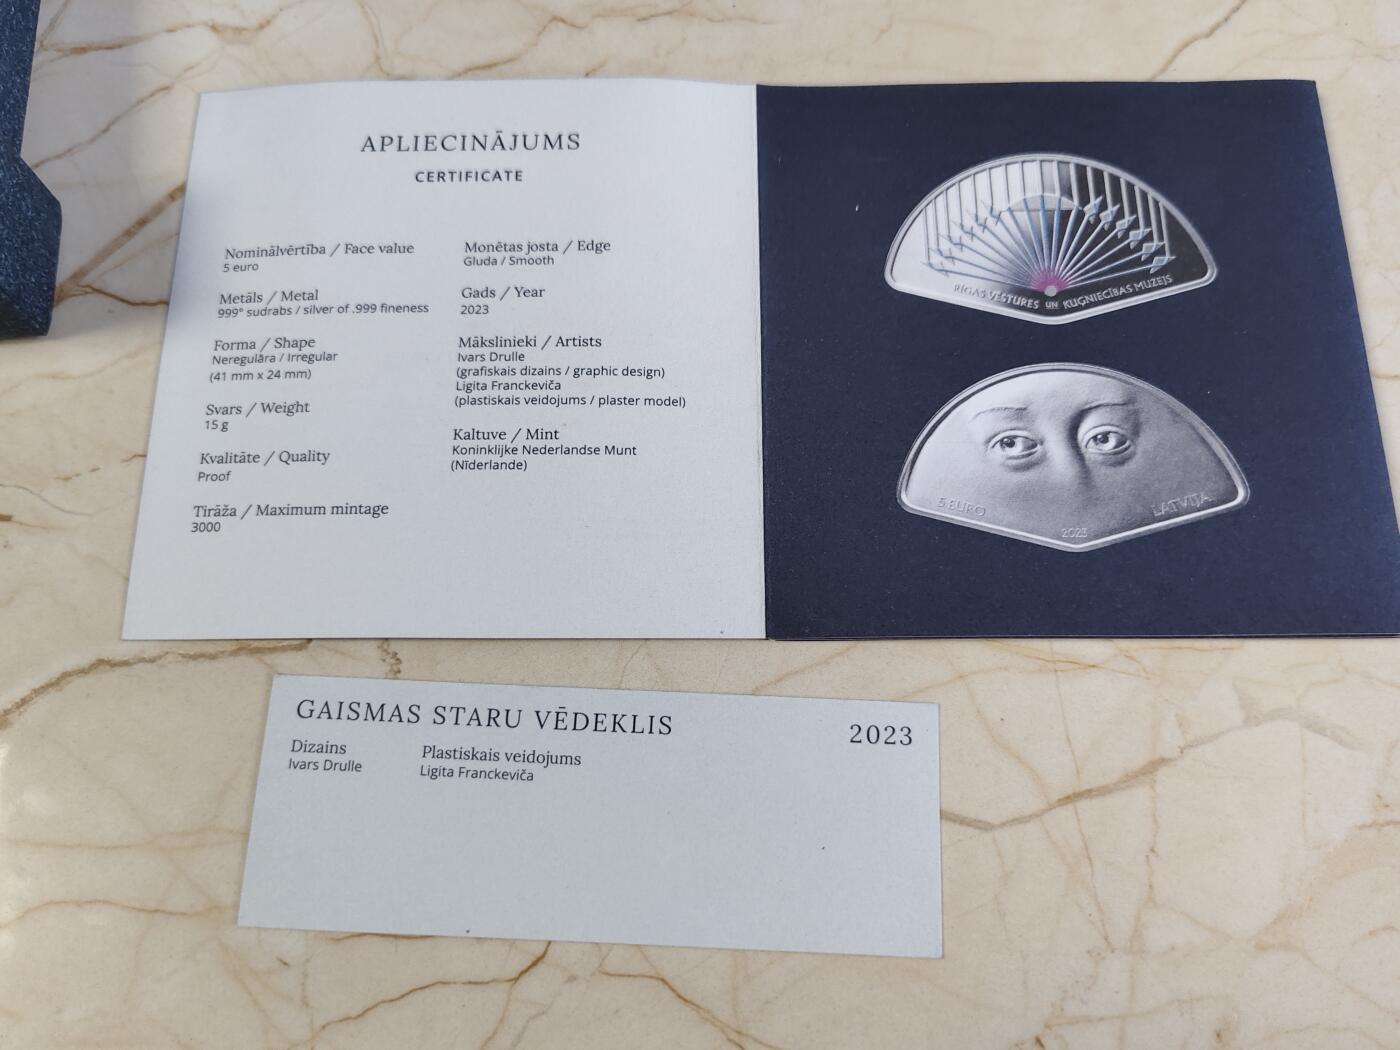 APLIECINĀJUMS
CERTIFICATE
Nominālvērtība / Face value
5 euro
Metāls / Metal
999° sudrabs / silver of .999 fineness
Forma / Shape
Neregulāra / Irregular
(41 mm x 24 mm)
Svars / Weight
15 g
Kvalitāte / Quality
Proof
Tirāža / Maximum mintage
3000
Monētas josta / Edge
Gluda / Smooth
Gads / Year
2023
Mākslinieki / Artists
Ivars Drulle
(grafiskais dizains / graphic design)
Ligita Franckeviča
(plastiskais veidojums / plaster model)
Kaltuve / Mint
Koninklijke Nederlandse Munt
(Nīderlande)
RĪGAS VĒSTURES UN KUĢNIECĪBAS MUZEJS
5 EURO
2023
LATVIJA
GAISMAS STARU VĒDEKLIS
2023
Dizains
Ivars Drulle
Plastiskais veidojums
Ligita Franckeviča